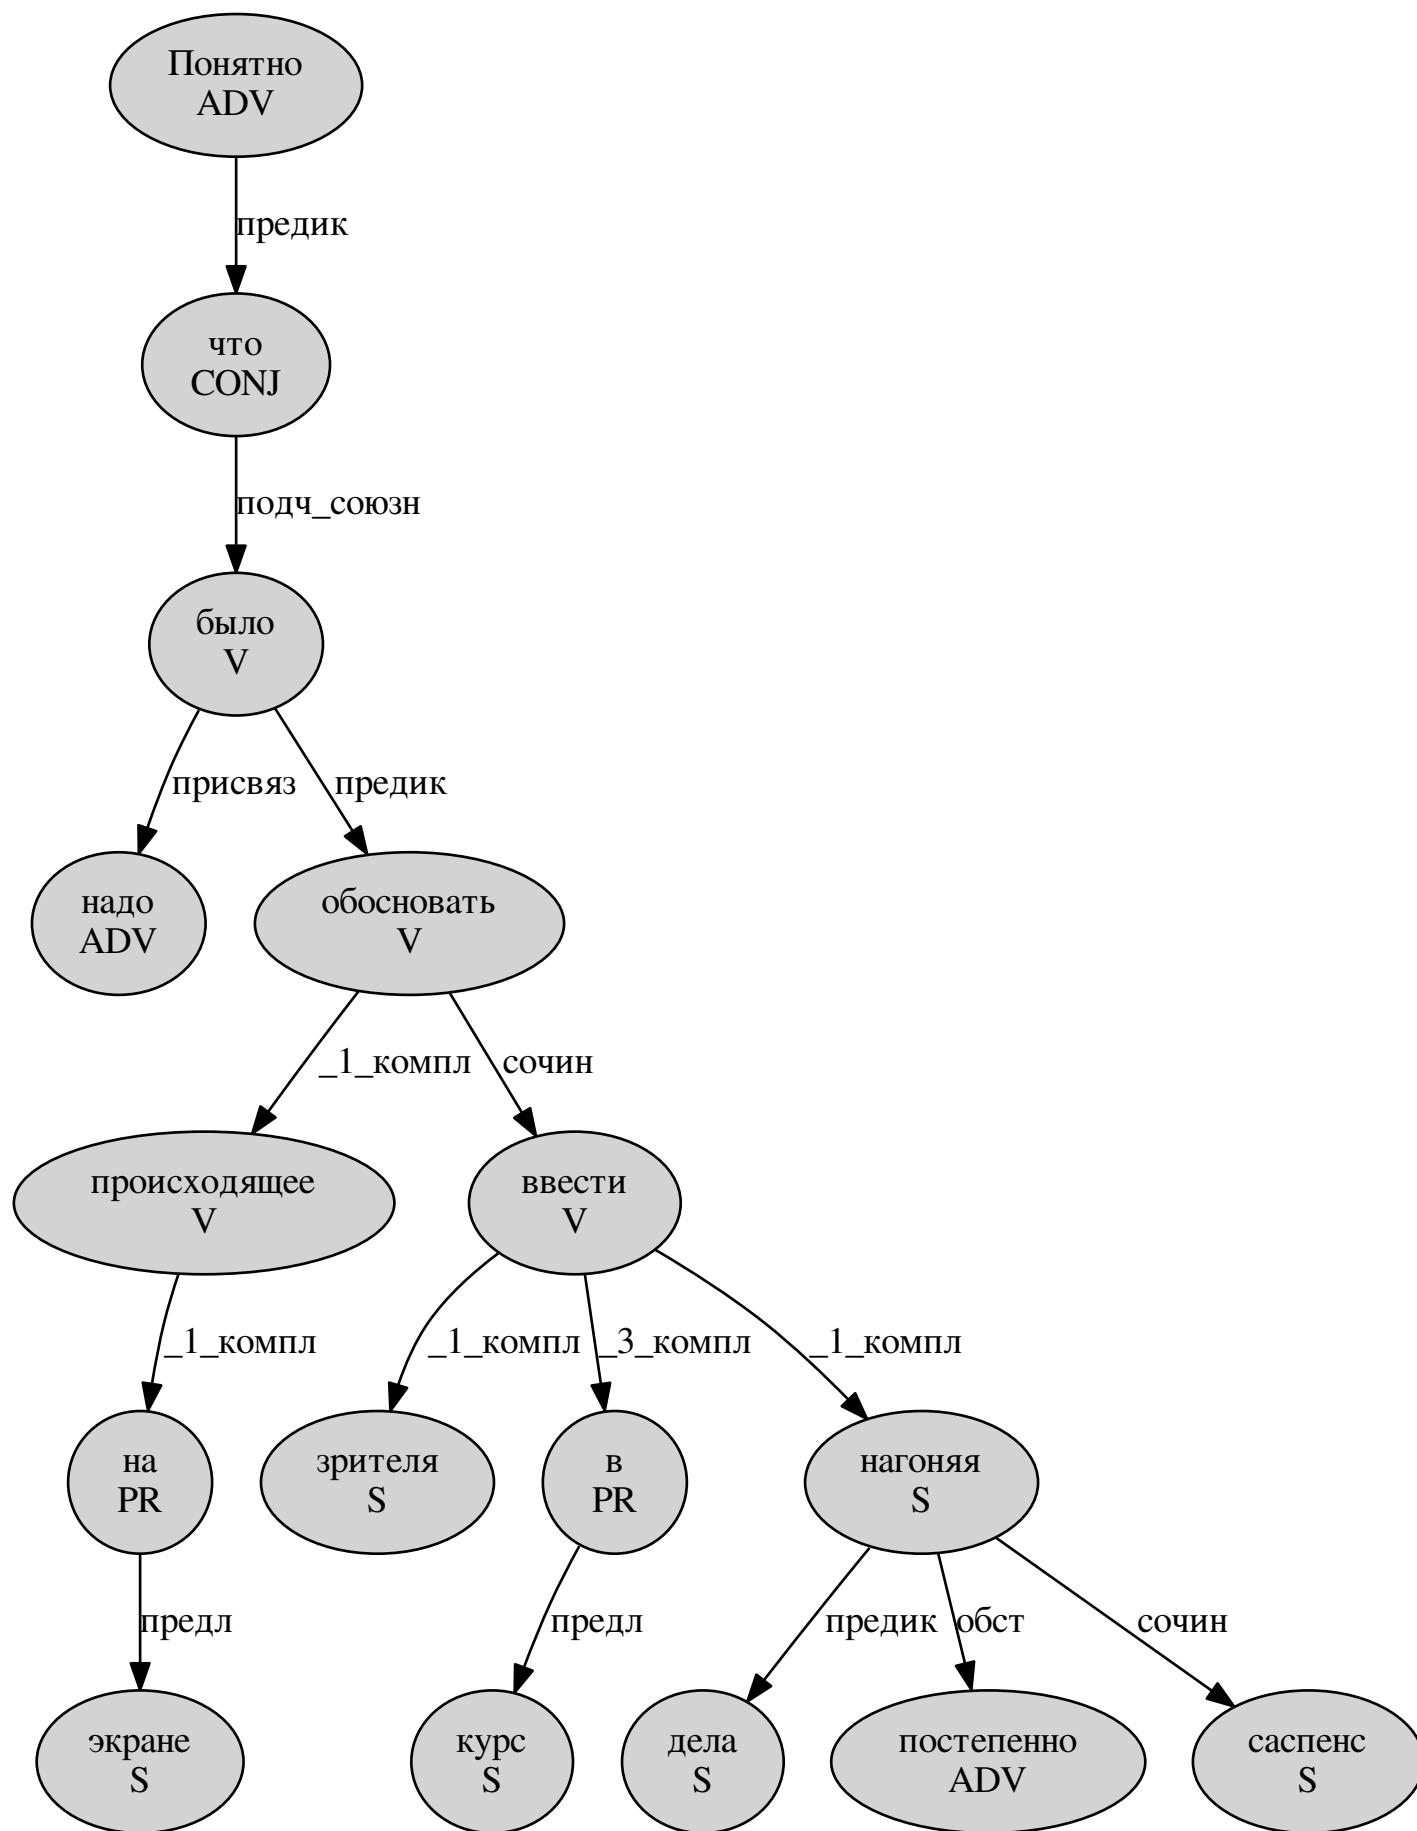 Понятно
ADV
предик
что
CONJ
подч_союзн
было
V
присвяз
предик
надо
ADV
обосновать
V
_1_компл
сочин
происходящее
V
ввести
V
_1_компл
_1_компл
_3_компл
_1_компл
на
PR
зрителя
S
в
PR
нагоняя
S
предл
предл
предик
обст
сочин
экране
S
курс
S
дела
S
постепенно
ADV
саспенс
S